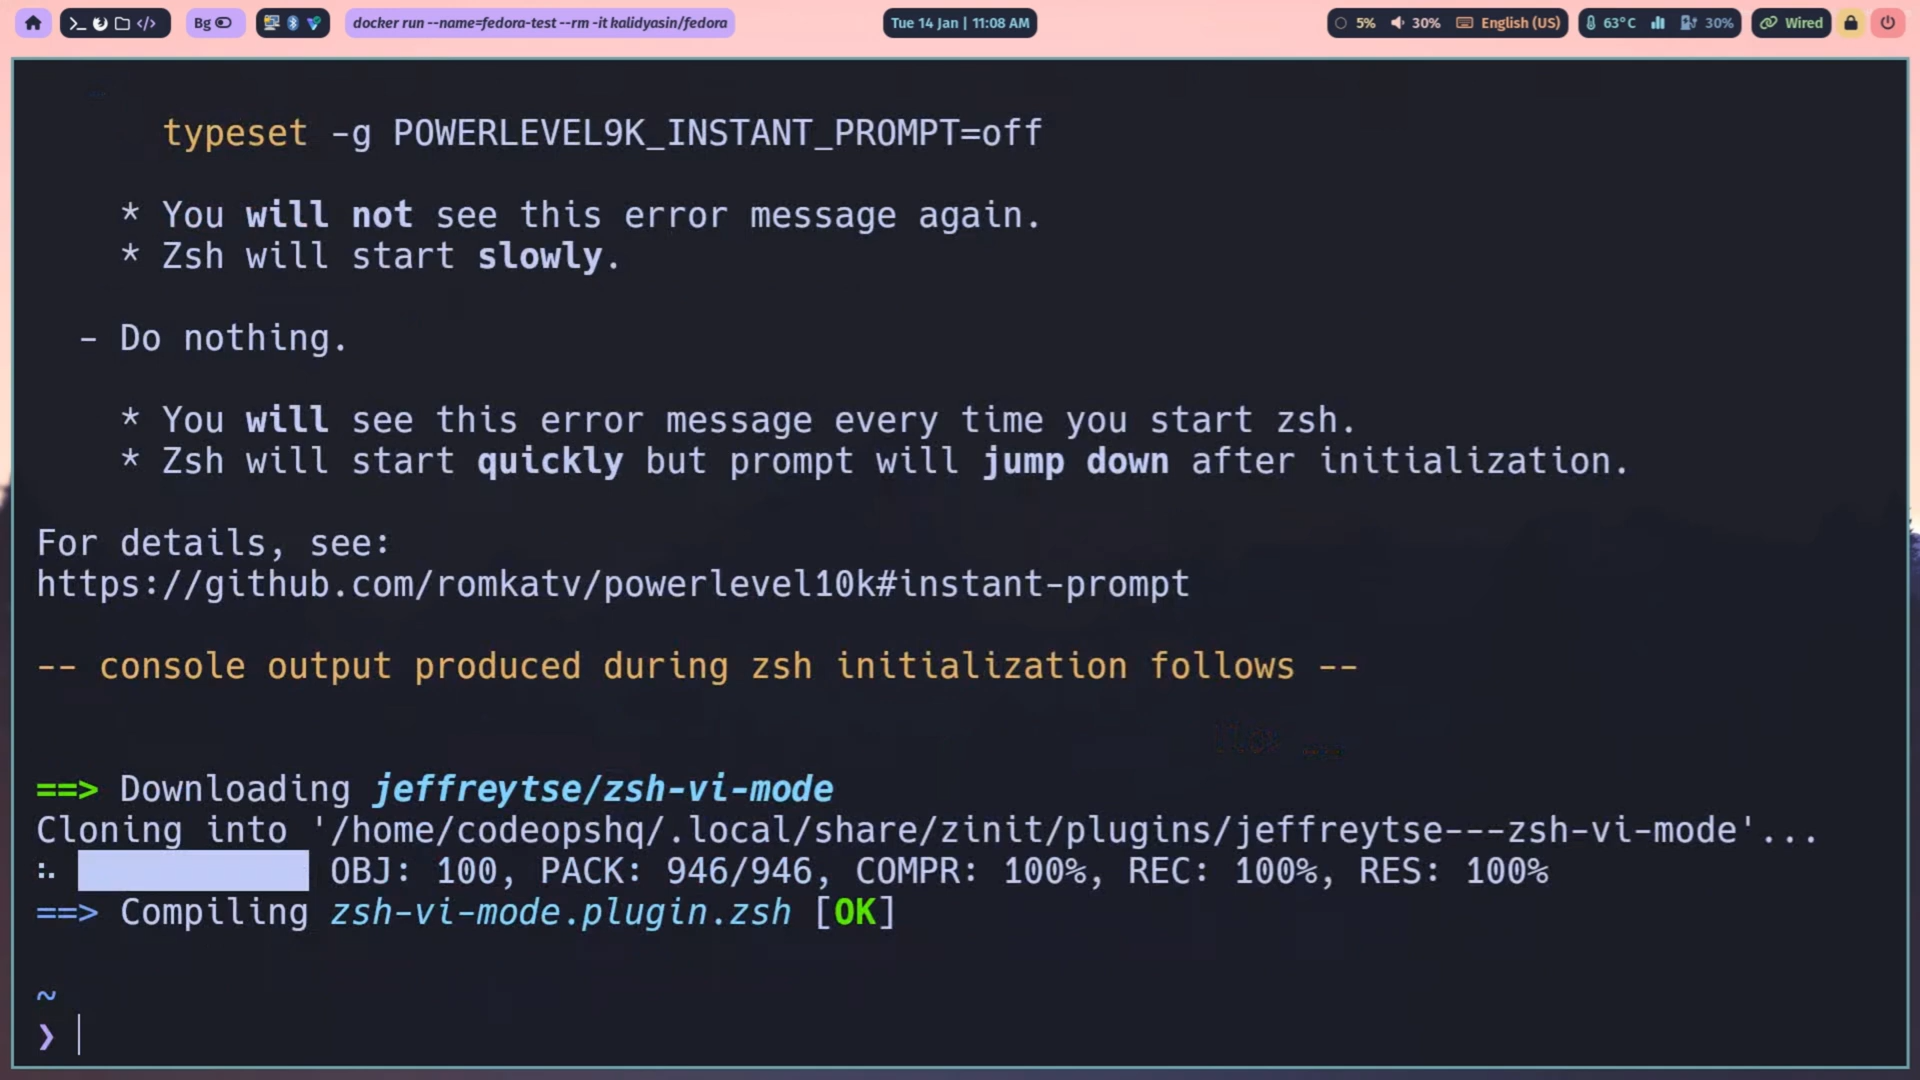 Bg
docker run --name=fedora-test --rm -it kalidyasin/fedora
Tue 14 Jan | 11:08 AM
5%
30%
English (US)
63°C
30%
Wired
typeset -g POWERLEVEL9K_INSTANT_PROMPT=off
* You will not see this error message again.
* Zsh will start slowly.
- Do nothing.
* You will see this error message every time you start zsh.
* Zsh will start quickly but prompt will jump down after initialization.
For details, see:
https://github.com/romkatv/powerlevel10k#instant-prompt
-- console output produced during zsh initialization follows --
==> Downloading jeffreytse/zsh-vi-mode
Cloning into '/home/codeopshq/.local/share/zinit/plugins/jeffreytse---zsh-vi-mode'...
OBJ: 100, PACK: 946/946, COMPR: 100%, REC: 100%, RES: 100%
==> Compiling zsh-vi-mode.plugin.zsh [OK]
~
❯